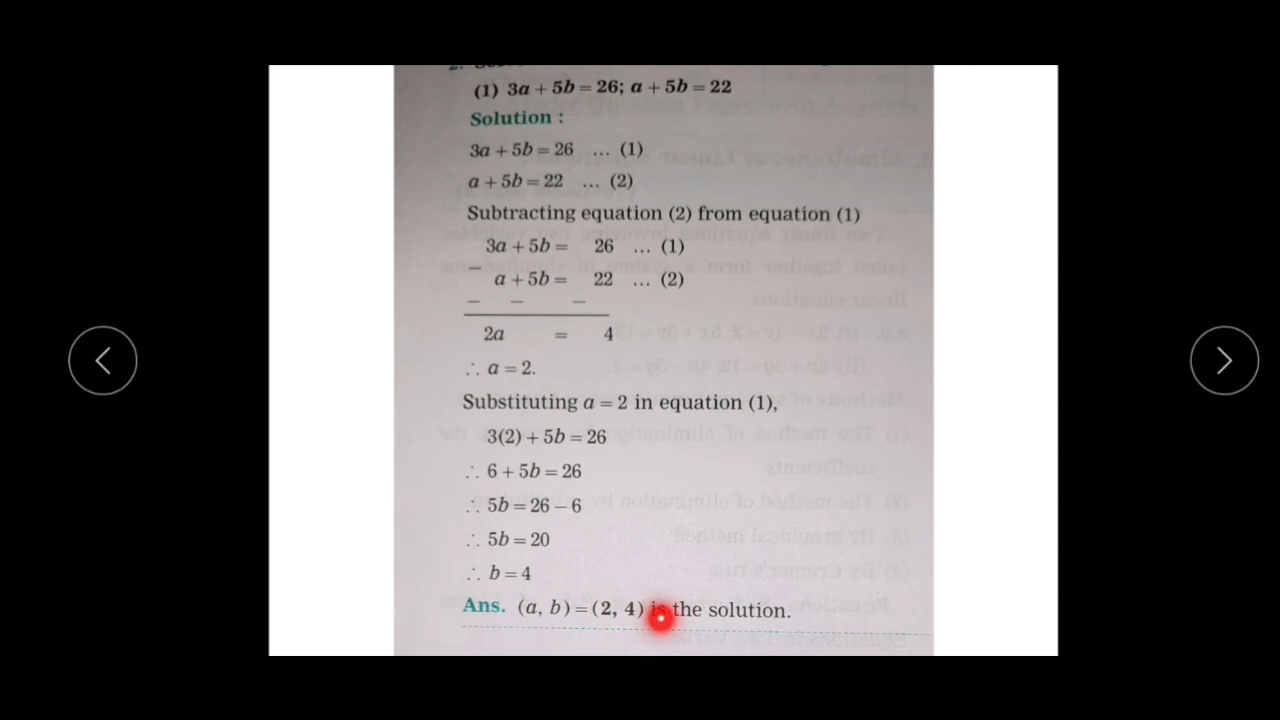 (1) 3a + 5b = 26; a + 5b = 22
Solution :
3a + 5b = 26 ... (1)
a + 5b = 22 ... (2)
Subtracting equation (2) from equation (1)
3a + 5b = 26 ... (1)
− a + 5b = 22 ... (2)
− − −
2a = 4
∴ a = 2.
Substituting a = 2 in equation (1),
3(2) + 5b = 26
∴ 6 + 5b = 26
∴ 5b = 26 − 6
∴ 5b = 20
∴ b = 4
Ans. (a, b) = (2, 4) is the solution.